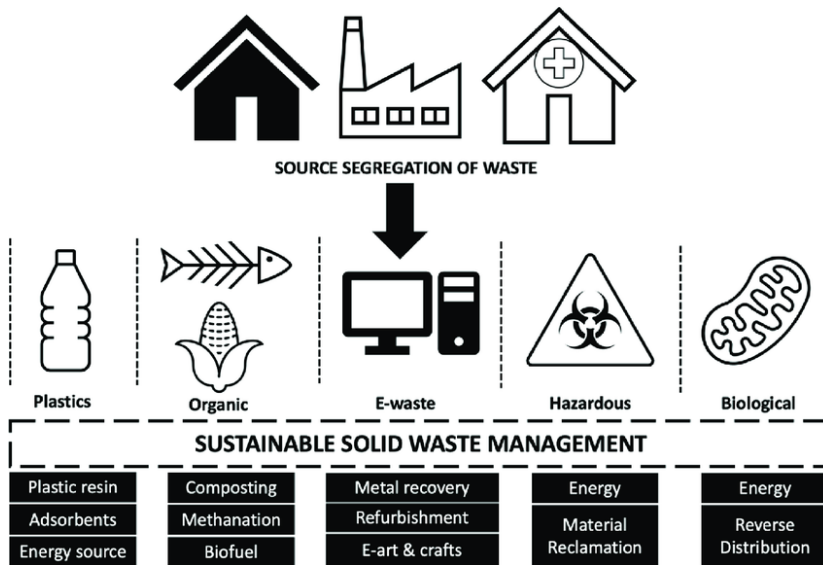 SOURCE SEGREGATION OF WASTE
Plastics
Organic
E-waste
Hazardous
Biological
SUSTAINABLE SOLID WASTE MANAGEMENT
Plastic resin
Adsorbents
Energy source
Composting
Methanation
Biofuel
Metal recovery
Refurbishment
E-art & crafts
Energy
Material
Reclamation
Energy
Reverse
Distribution